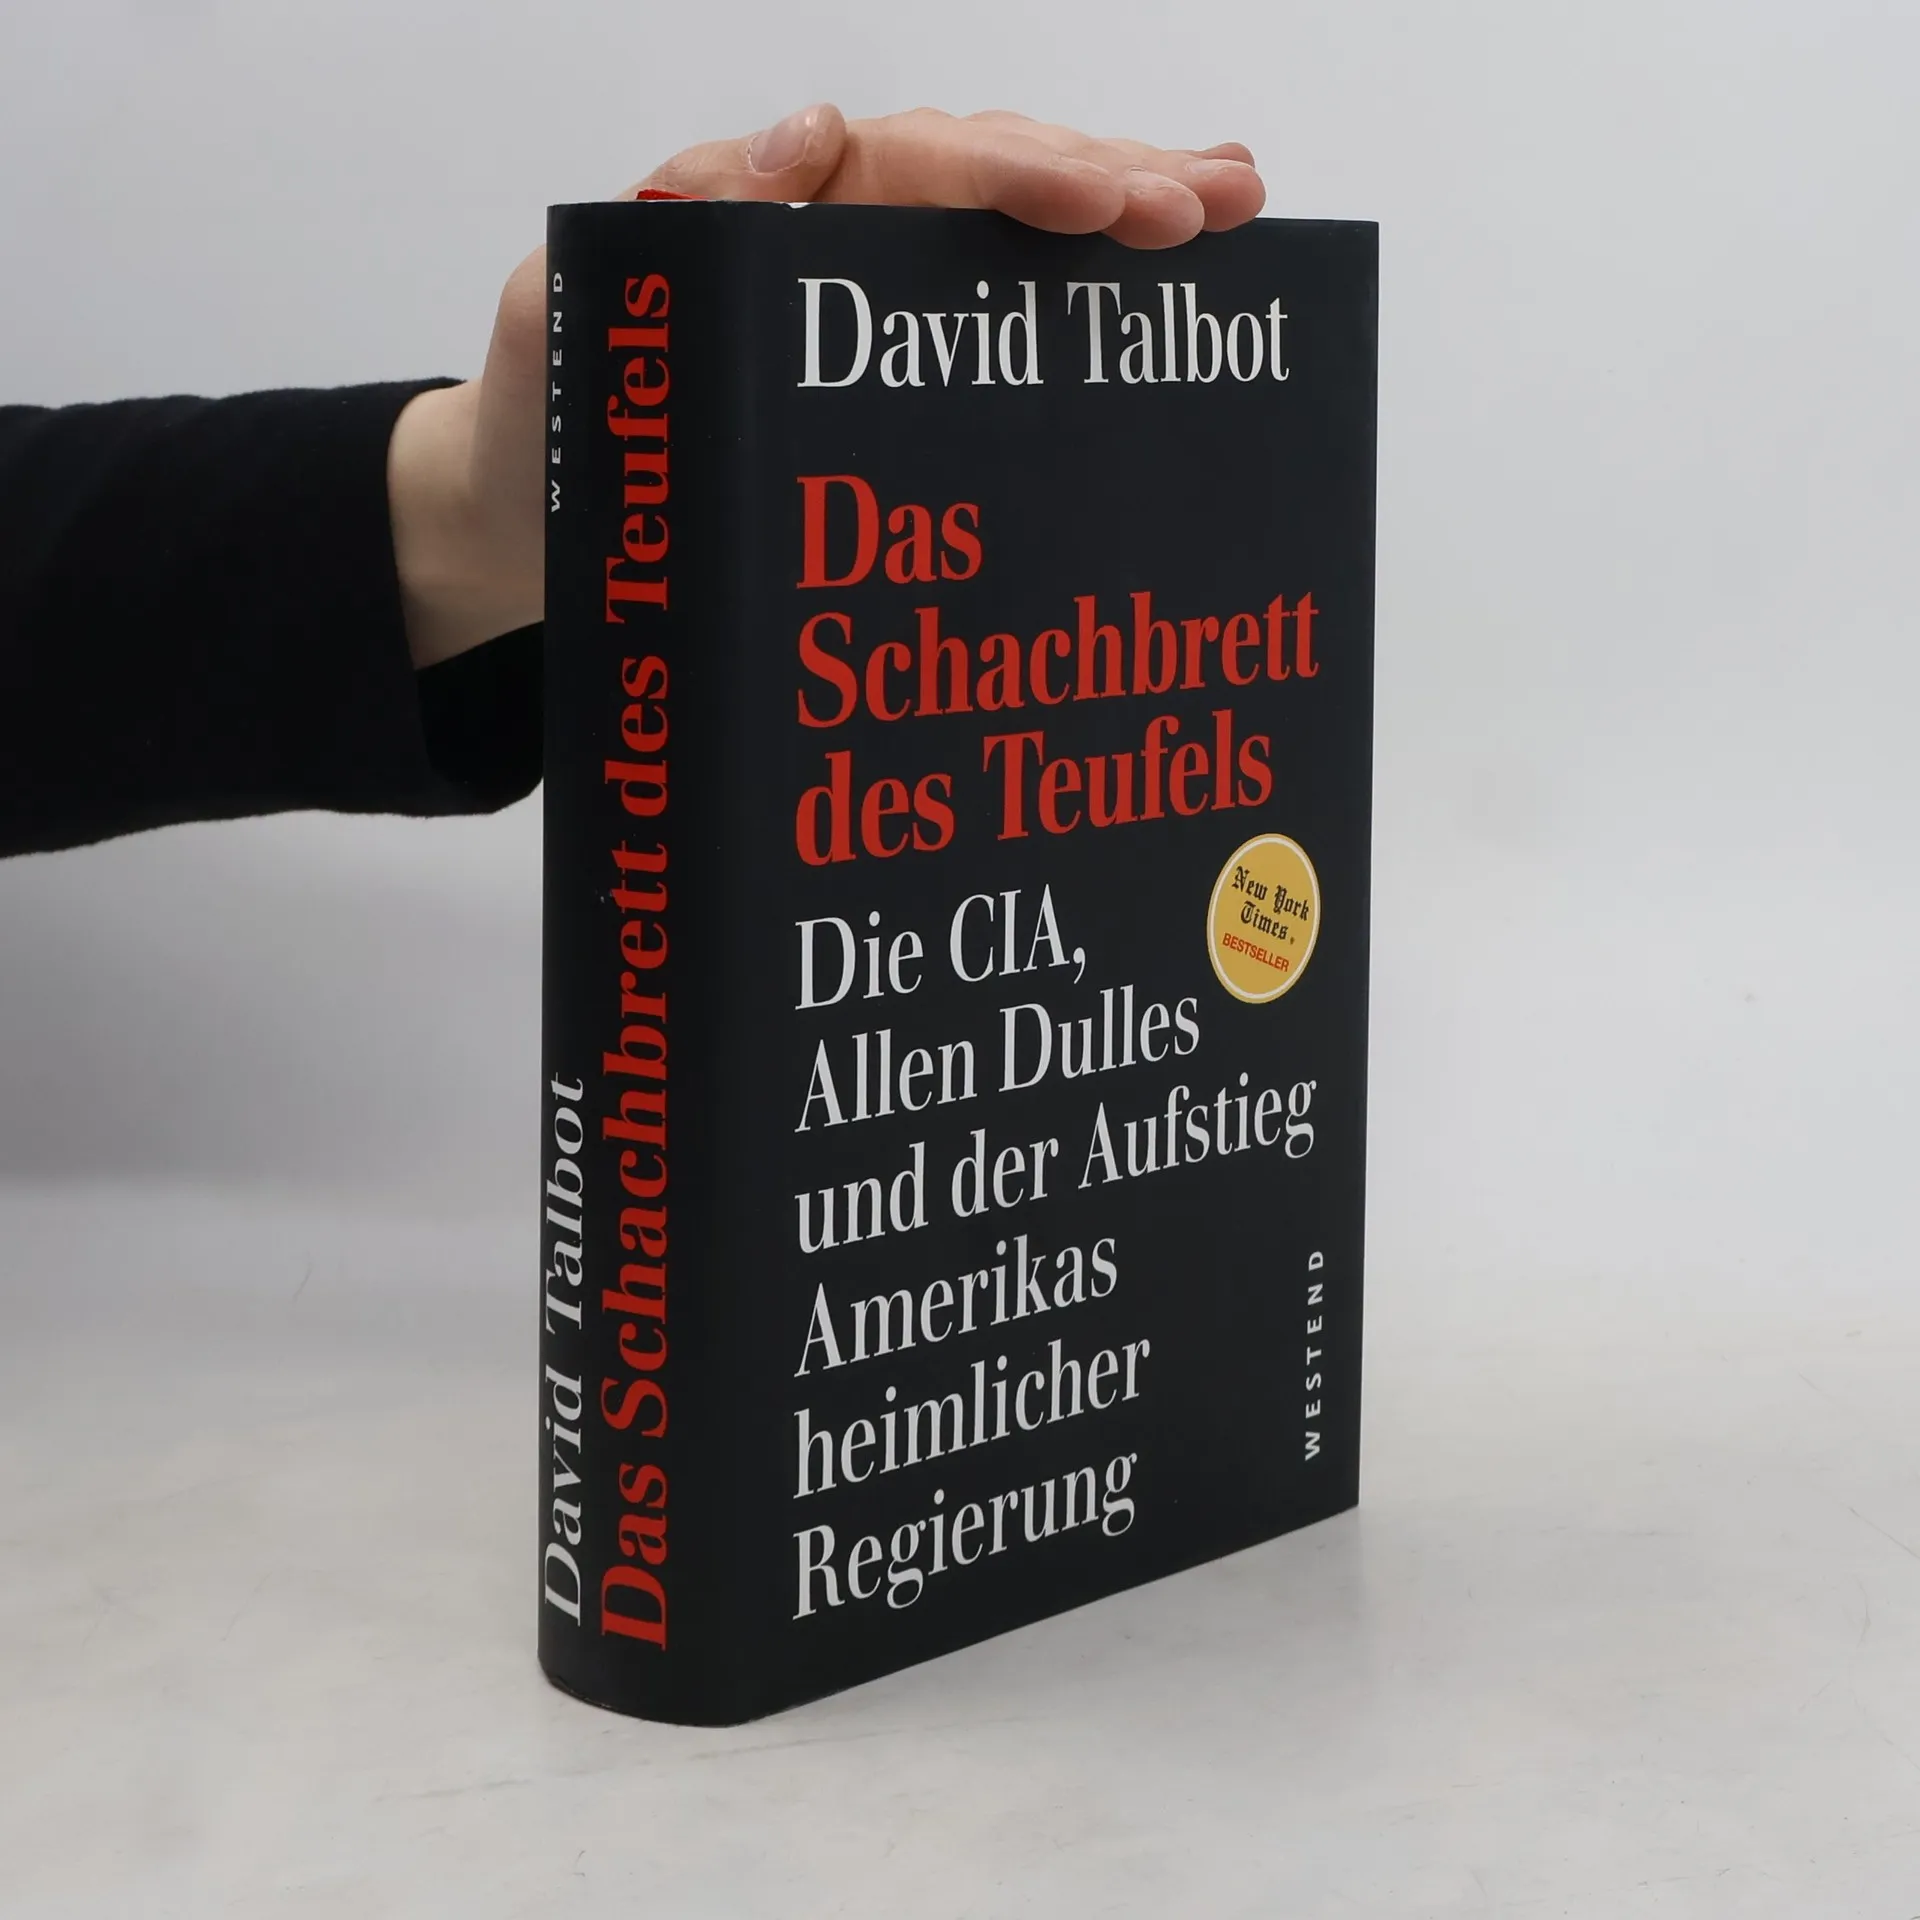 WESTEND
David Talbot
Das Schachbrett des Teufels
David Talbot
Das
Schachbrett
des Teufels
New York
Times
BESTSELLER
Die CIA,
Allen Dulles
und der Aufstieg
Amerikas
heimlicher
Regierung
WESTEND